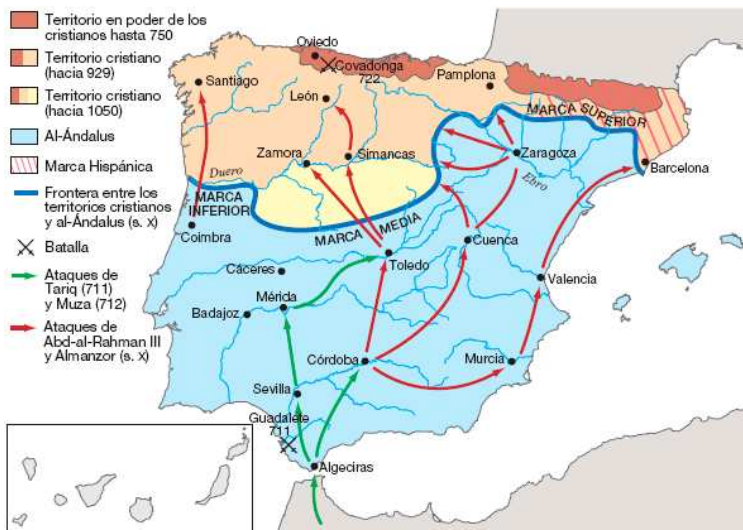 Territorio en poder de los
cristianos hasta 750
Territorio cristiano
(hacia 929)
Territorio cristiano
(hacia 1050)
Al-Ándalus
Marca Hispánica
Frontera entre los
territorios cristianos
y al-Ándalus (s. X)
Batalla
Ataques de
Tariq (711)
y Muza (712)
Ataques de
Abd-al-Rahman III
y Almanzor (s. X)
Oviedo
Covadonga
722
Santiago
Pamplona
León
MARCA SUPERIOR
Zamora
Simancas
Zaragoza
Barcelona
Duero
Ebro
MARCA
INFERIOR
MARCA MEDIA
Coimbra
Cuenca
Toledo
Cáceres
Valencia
Mérida
Badajoz
Córdoba
Murcia
Sevilla
Guadalete
711
Algeciras